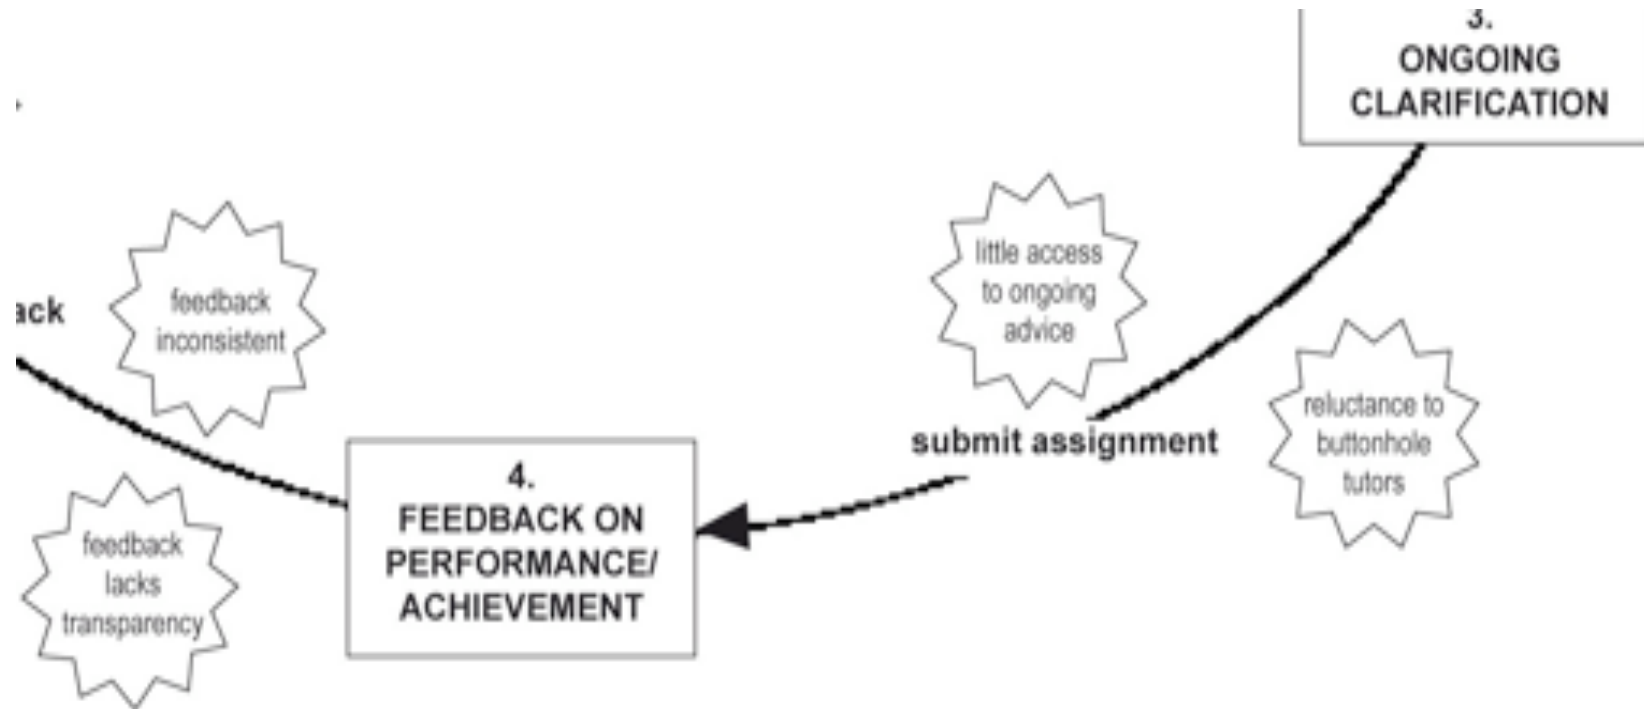 3.
ONGOING
CLARIFICATION
little access
to ongoing
advice
reluctance to
buttonhole
tutors
submit assignment
4.
FEEDBACK ON
PERFORMANCE/
ACHIEVEMENT
feedback
inconsistent
ack
feedback
lacks
transparency